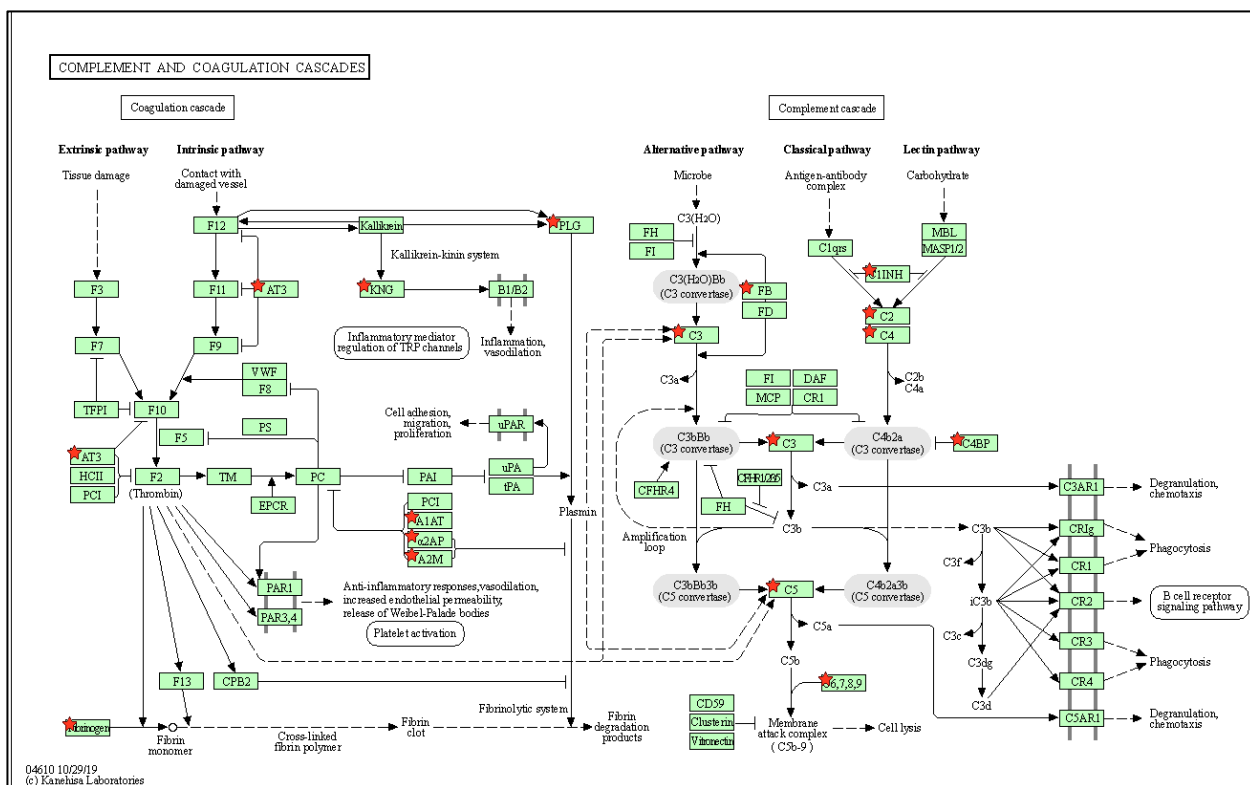 COMPLEMENT AND COAGULATION CASCADES
Coagulation cascade
Complement cascade
Extrinsic pathway
Intrinsic pathway
Alternative pathway
Classical pathway
Lectin pathway
Tissue damage
Contact with
damaged vessel
Microbe
Antigen-antibody
complex
Carbohydrate
F12
Kallikrein
PLG
C3(H2O)
FH
FI
C1qrs
MBL
MASP1/2
Kallikrein-kinin system
C3(H2O)Bb
(C3 convertase)
F3
F11
AT3
KNG
B1/B2
FB
FD
C1INH
C2
C4
F7
F9
Inflammatory mediator
regulation of TRP channels
Inflammation,
vasodilation
C3
VWF
F8
C3a
FI
DAF
MCP
CR1
C2b
C4a
TFPI
F10
F5
PS
Cell adhesion,
migration,
proliferation
uPAR
C3bBb
(C3 convertase)
C3
C4b2a
(C3 convertase)
C4BP
AT3
HCII
PCI
F2
(Thrombin)
TM
PC
PAI
uPA
tPA
EPCR
CFHR4
FH
C3a
C3AR1
Degranulation,
chemotaxis
PCI
A1AT
α2AP
A2M
Plasmin
Amplification
loop
C3b
C3b
CRIg
Phagocytosis
C3f
CR1
PAR1
PAR3,4
Anti-inflammatory responses,vasodilation,
increased endothelial permeability,
release of Weibel-Palade bodies
Platelet activation
C3bBb3b
(C5 convertase)
C5
C4b2a3b
(C5 convertase)
iC3b
CR2
B cell receptor
signaling pathway
C5a
C3c
CR3
C5b
C3dg
Phagocytosis
F13
CPB2
C6,7,8,9
CR4
C3d
Fibrinolytic system
CD59
Clusterin
Vitronectin
C5AR1
Degranulation,
chemotaxis
Fibrinogen
Fibrin
monomer
Cross-linked
fibrin polymer
Fibrin
clot
Fibrin
degradation
products
Membrane
attack complex
(C5b-9)
Cell lysis
04610 10/29/19
(c) Kanehisa Laboratories